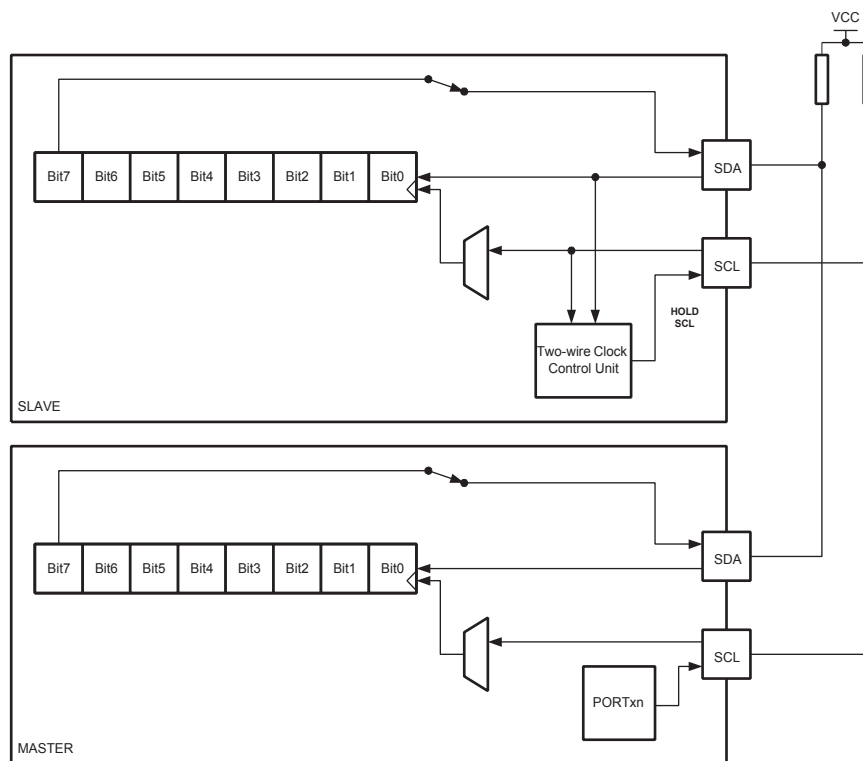 VCC
Bit7 Bit6 Bit5 Bit4 Bit3 Bit2 Bit1 Bit0
SDA
SCL
HOLD
SCL
Two-wire Clock
Control Unit
SLAVE
Bit7 Bit6 Bit5 Bit4 Bit3 Bit2 Bit1 Bit0
SDA
SCL
PORTxn
MASTER